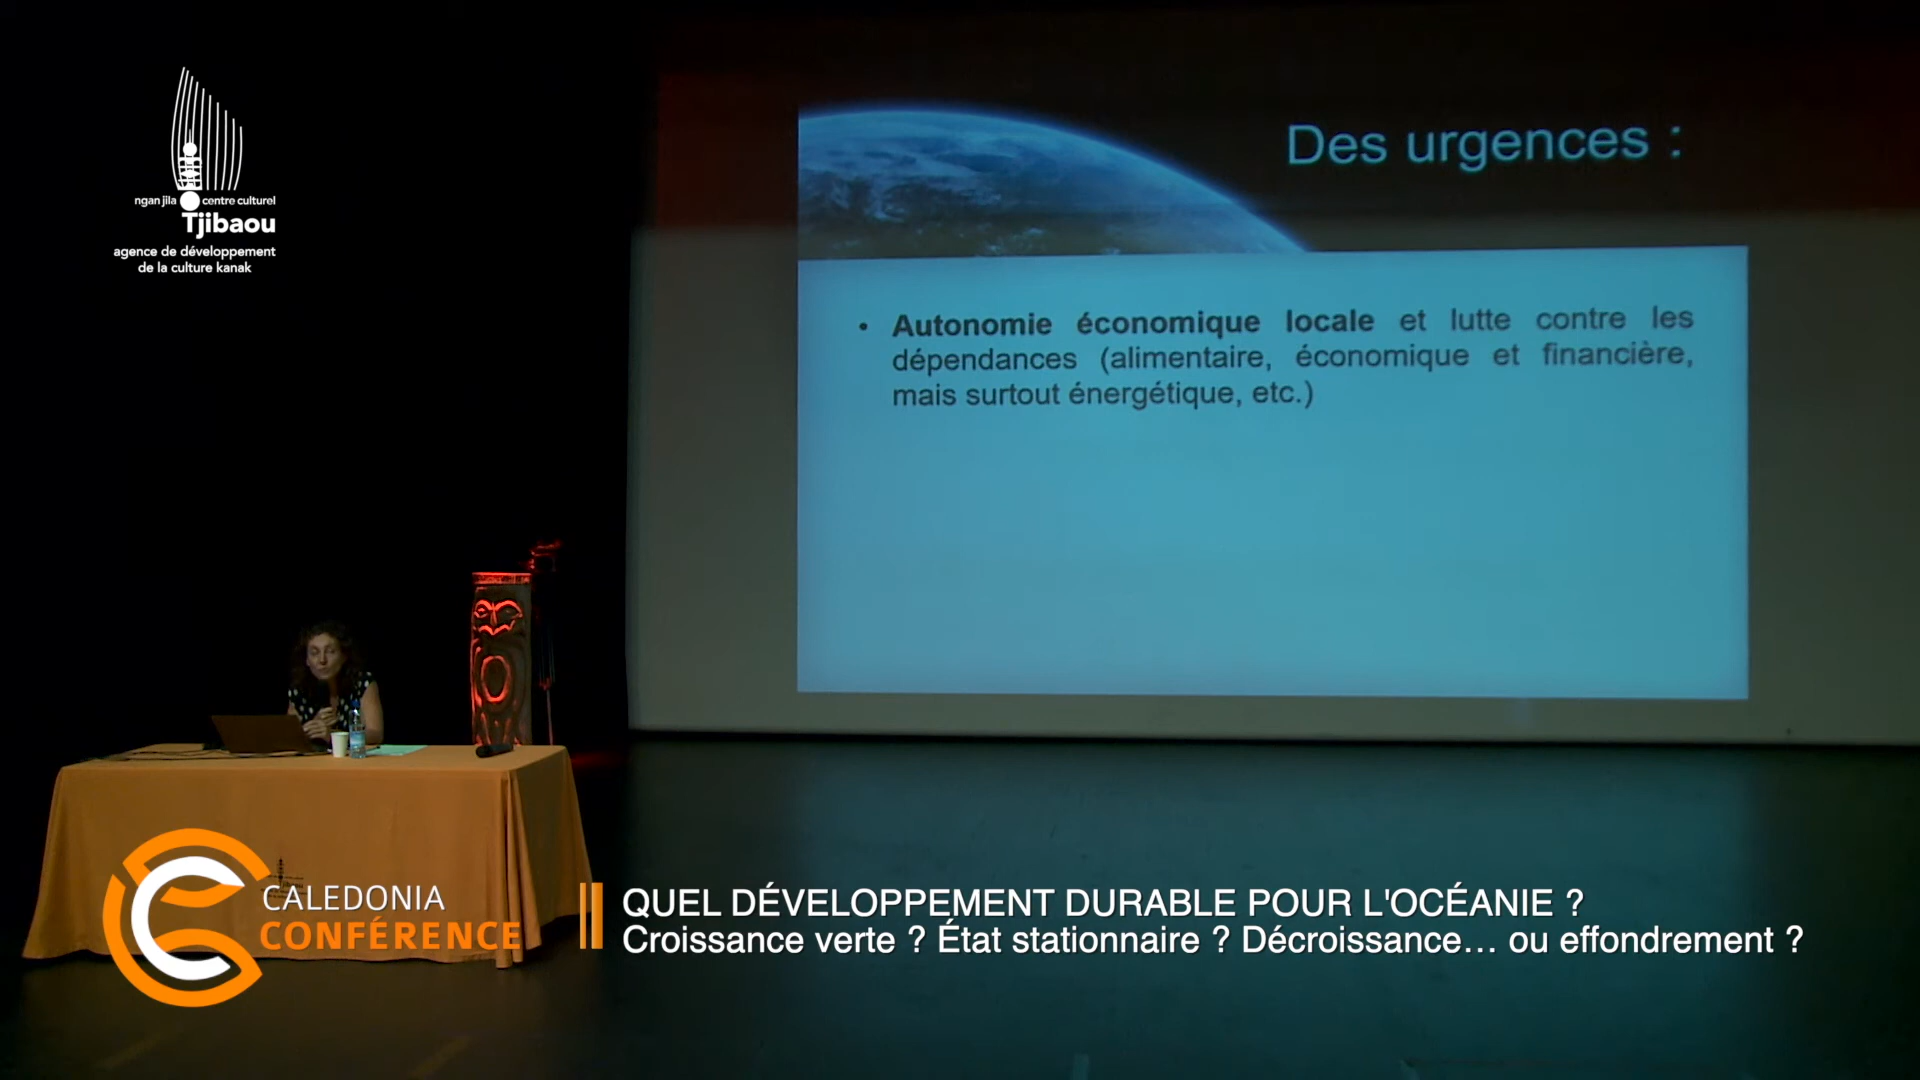 ngan jila centre culturel
Tjibaou
agence de développement
de la culture kanak
Des urgences :
• Autonomie économique locale et lutte contre les
dépendances (alimentaire, économique et financière,
mais surtout énergétique, etc.)
CALEDONIA
CONFÉRENCE
QUEL DÉVELOPPEMENT DURABLE POUR L'OCÉANIE ?
Croissance verte ? État stationnaire ? Décroissance... ou effondrement ?